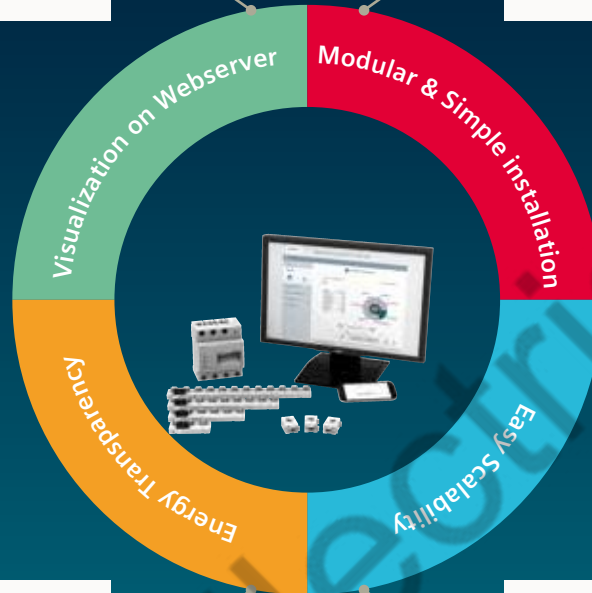 Visualization on Webserver
Modular & Simple installation
Energy Transparency
Easy Scalability